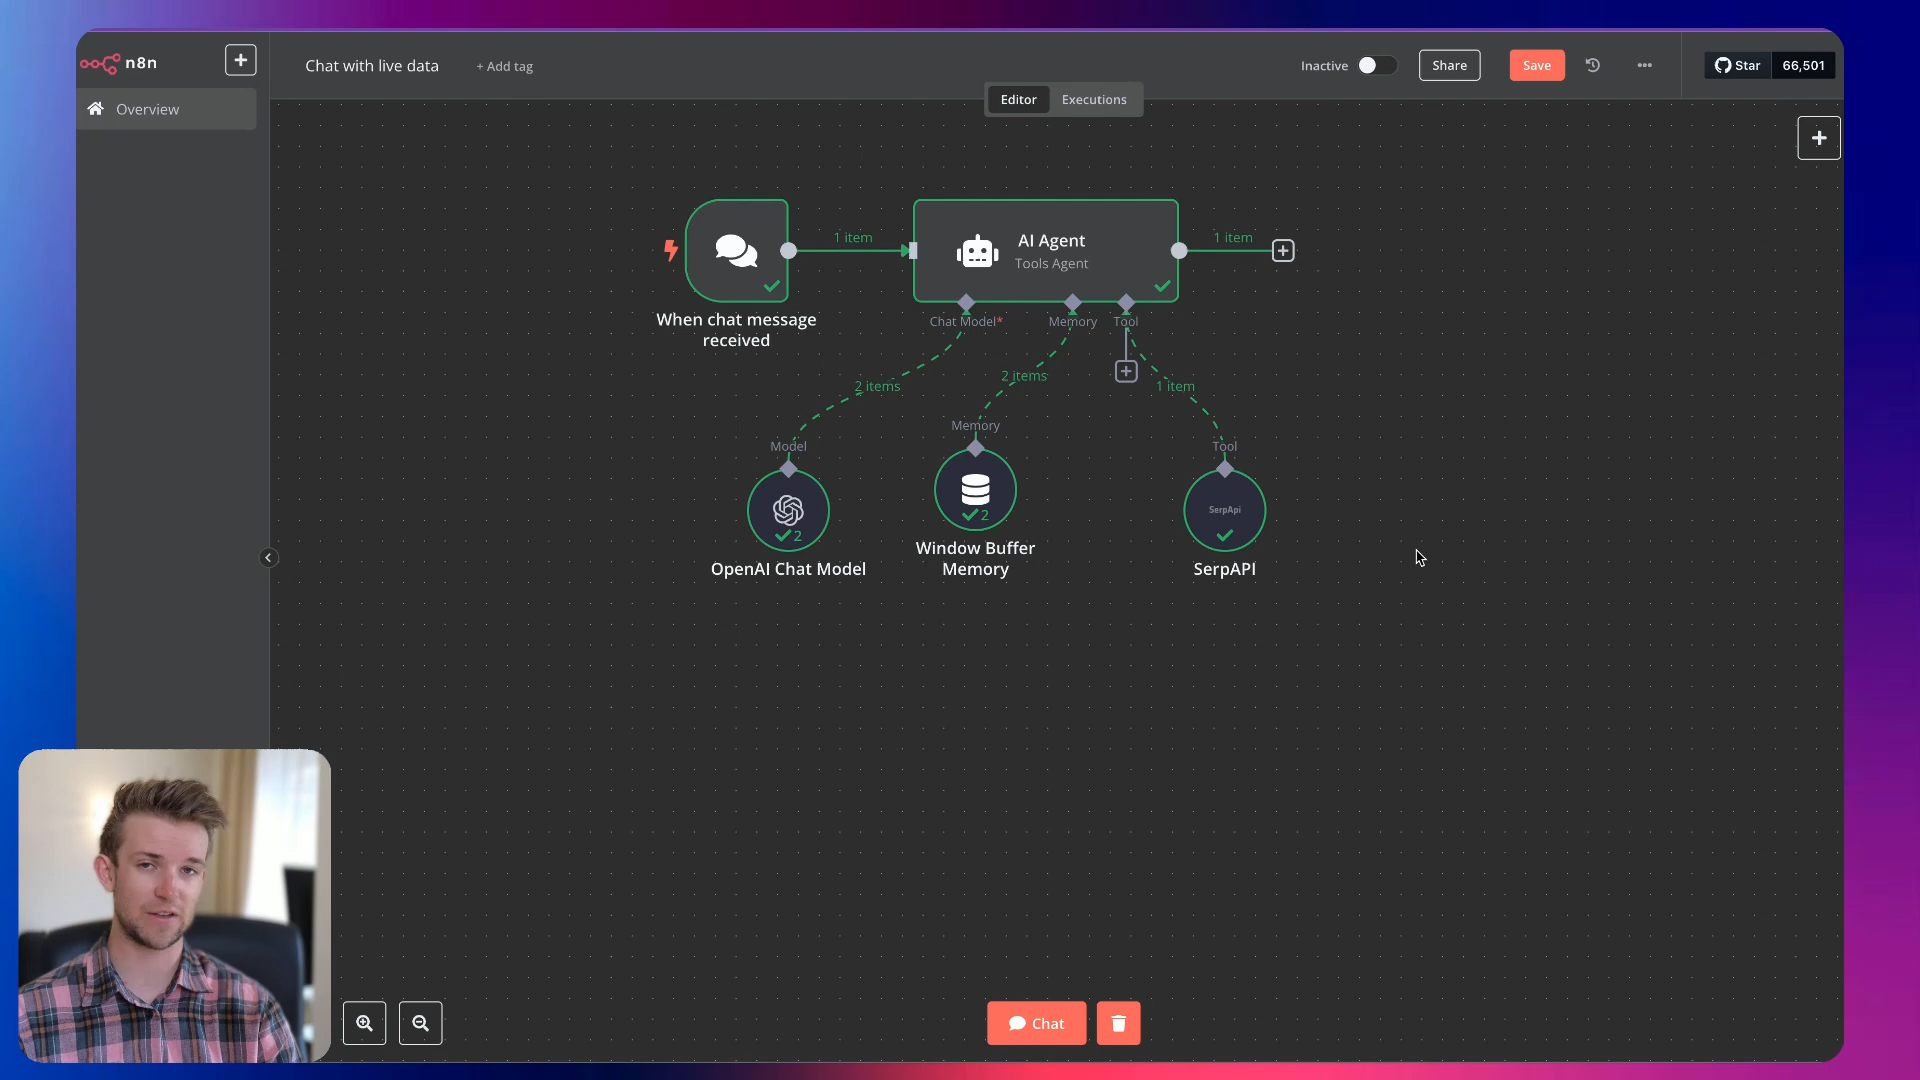 n8n
Overview
Chat with live data
+ Add tag
Inactive
Share
Save
Star
66,501
Editor
Executions
1 item
AI Agent
Tools Agent
1 item
When chat message
received
Chat Model*
Memory
Tool
2 items
2 items
1 item
Model
Memory
Tool
2
2
SerpApi
OpenAI Chat Model
Window Buffer
Memory
SerpAPI
Chat